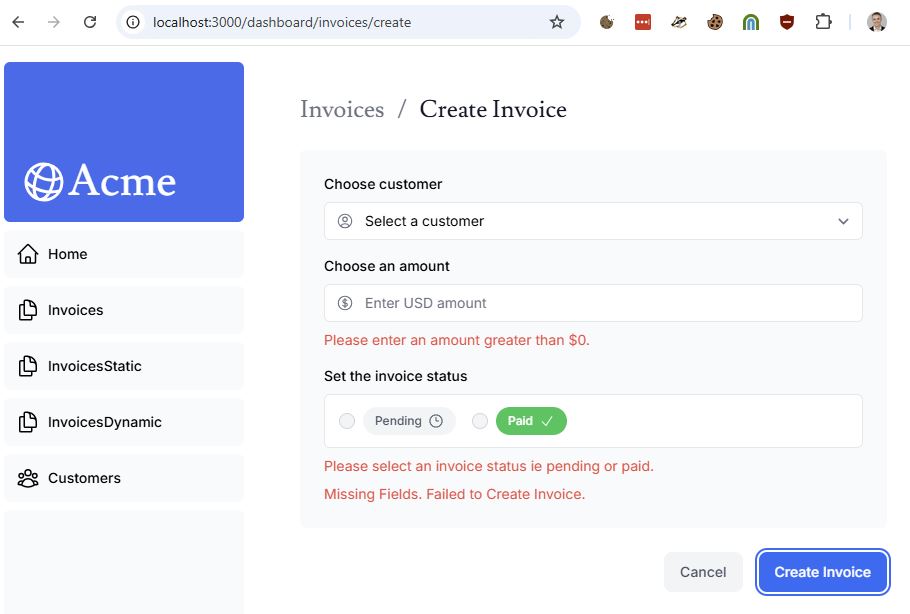 localhost:3000/dashboard/invoices/create
Acme
Home
Invoices
InvoicesStatic
InvoicesDynamic
Customers
Invoices / Create Invoice
Choose customer
Select a customer
Choose an amount
Enter USD amount
Please enter an amount greater than $0.
Set the invoice status
Pending Paid
Please select an invoice status ie pending or paid.
Missing Fields. Failed to Create Invoice.
Cancel Create Invoice